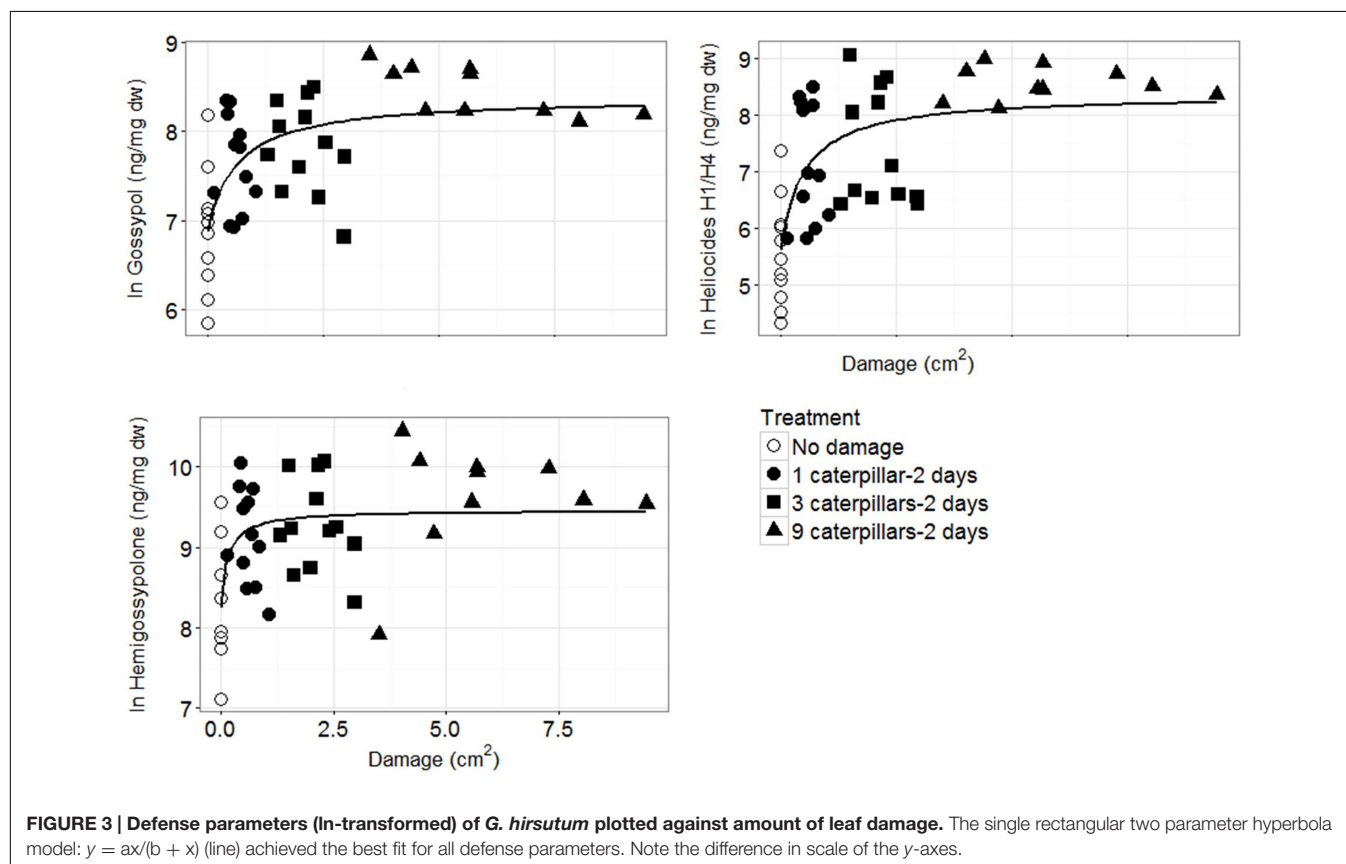 9
8
7
6
ln Gossypol (ng/mg dw)
9
8
7
6
5
ln Heliocides H1/H4 (ng/mg dw)
Damage (cm²)
10
9
8
7
ln Hemigossypolone (ng/mg dw)
0.0 2.5 5.0 7.5
Damage (cm²)
Treatment
No damage
1 caterpillar-2 days
3 caterpillars-2 days
9 caterpillars-2 days
FIGURE 3 | Defense parameters (ln-transformed) of G. hirsutum plotted against amount of leaf damage. The single rectangular two parameter hyperbola
model: y = ax/(b + x) (line) achieved the best fit for all defense parameters. Note the difference in scale of the y-axes.